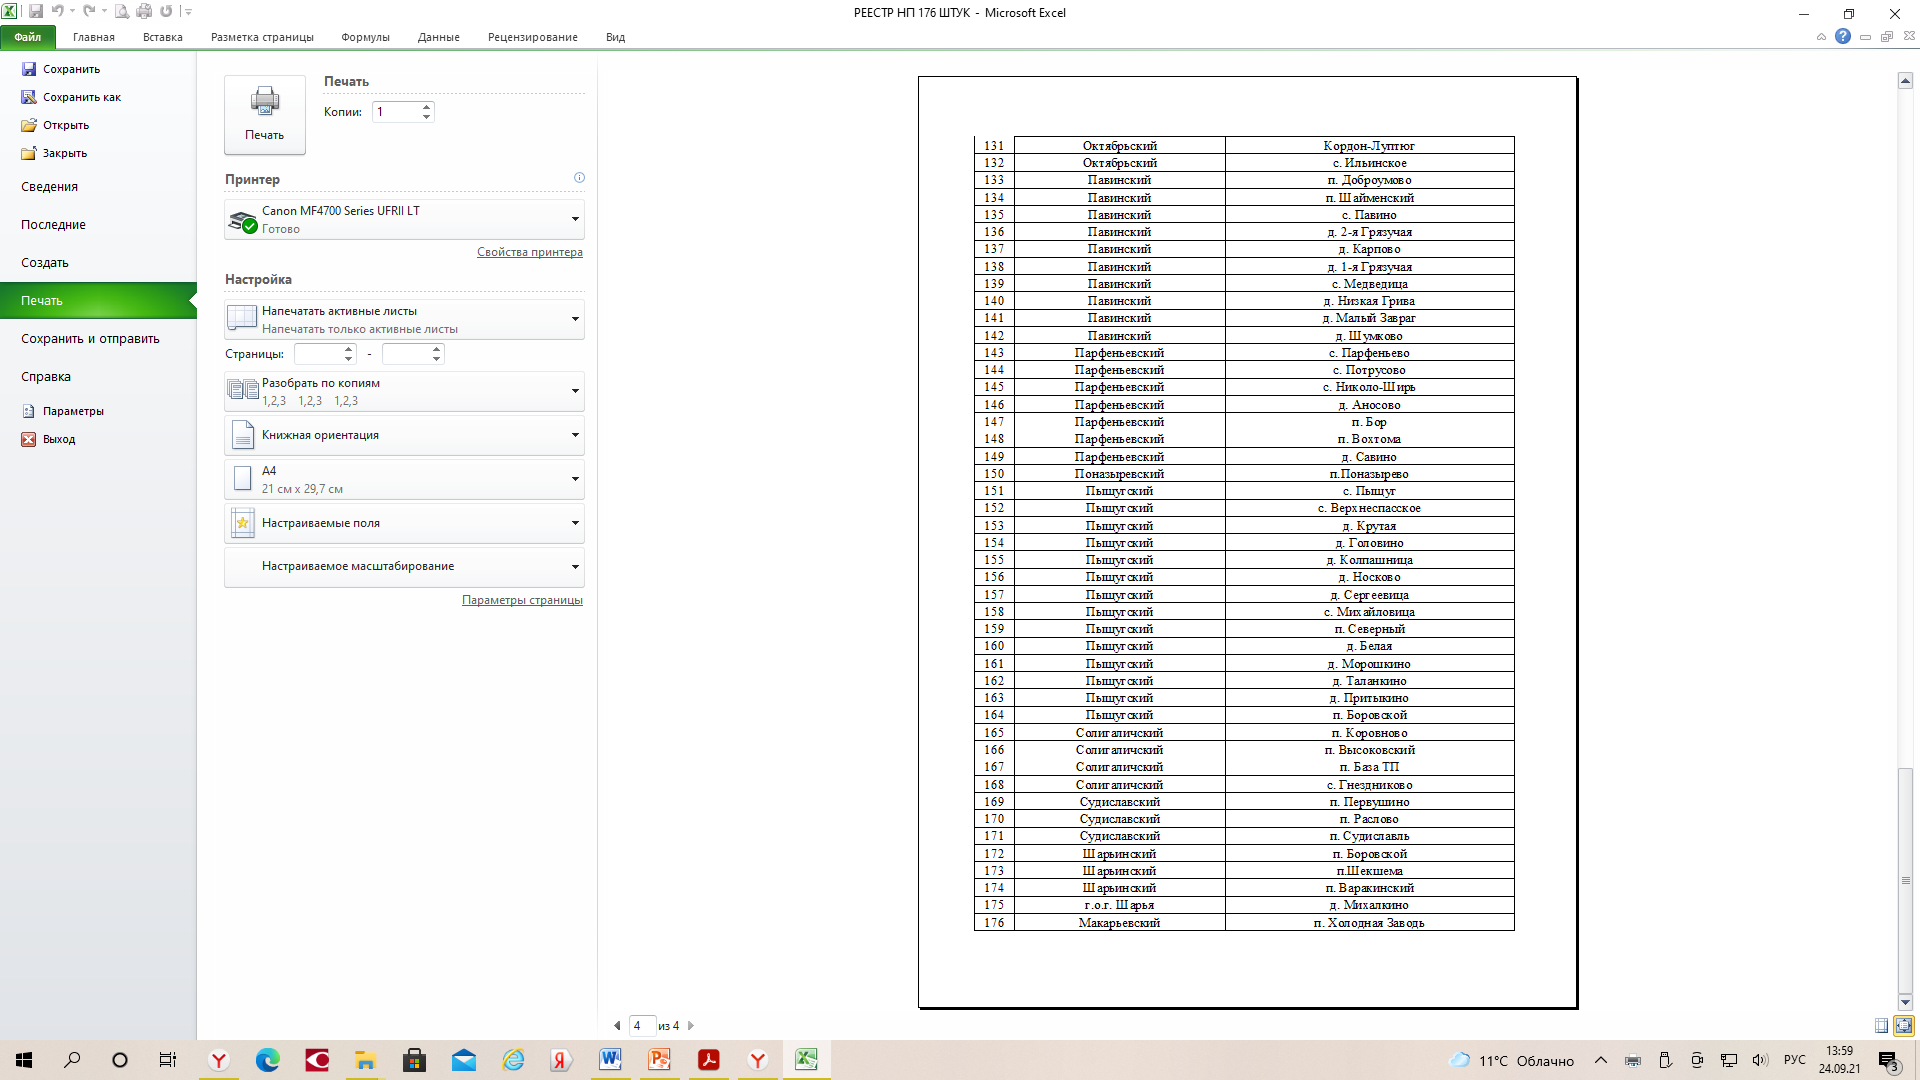 РЕЕСТР НП 176 ШТУК - Microsoft Excel
Файл Главная Вставка Разметка страницы Формулы Данные Рецензирование Вид
Сохранить
Сохранить как
Открыть
Закрыть
Сведения
Последние
Создать
Печать
Сохранить и отправить
Справка
Параметры
Выход
Печать
Печать
Копии: 1
Принтер
Canon MF4700 Series UFRII LT
Готово
Свойства принтера
Настройка
Напечатать активные листы
Напечатать только активные листы
Страницы: -
Разобрать по копиям
1,2,3 1,2,3 1,2,3
Книжная ориентация
A4
21 см x 29,7 см
Настраиваемые поля
Настраиваемое масштабирование
Параметры страницы
131 Октябрьский Кордон-Луптюг
132 Октябрьский с. Ильинское
133 Павинский п. Доброумово
134 Павинский п. Шайменский
135 Павинский с. Павино
136 Павинский д. 2-я Грязучая
137 Павинский д. Карпово
138 Павинский д. 1-я Грязучая
139 Павинский с. Медведица
140 Павинский д. Низкая Грива
141 Павинский д. Малый Завраг
142 Павинский д. Шумково
143 Парфеньевский с. Парфеньево
144 Парфеньевский с. Потрусово
145 Парфеньевский с. Николо-Ширь
146 Парфеньевский д. Аносово
147 Парфеньевский п. Бор
148 Парфеньевский п. Вохтома
149 Парфеньевский д. Савино
150 Поназыревский п.Поназырево
151 Пыщугский с. Пыщуг
152 Пыщугский с. Верхнеспасское
153 Пыщугский д. Крутая
154 Пыщугский д. Головино
155 Пыщугский д. Колпашница
156 Пыщугский д. Носково
157 Пыщугский д. Сергеевица
158 Пыщугский с. Михайловица
159 Пыщугский п. Северный
160 Пыщугский д. Белая
161 Пыщугский д. Морошкино
162 Пыщугский д. Таланкино
163 Пыщугский д. Притыкино
164 Пыщугский п. Боровской
165 Солигаличский п. Коровново
166 Солигаличский п. Высоковский
167 Солигаличский п. База ТП
168 Солигаличский с. Гнездниково
169 Судиславский п. Первушино
170 Судиславский п. Раслово
171 Судиславский п. Судиславль
172 Шарьинский п. Боровской
173 Шарьинский п.Шекшема
174 Шарьинский п. Варакинский
175 г.о.г. Шарья д. Михалкино
176 Макарьевский п. Холодная Заводь
4 из 4
11°C Облачно
РУС
13:59
24.09.21
3